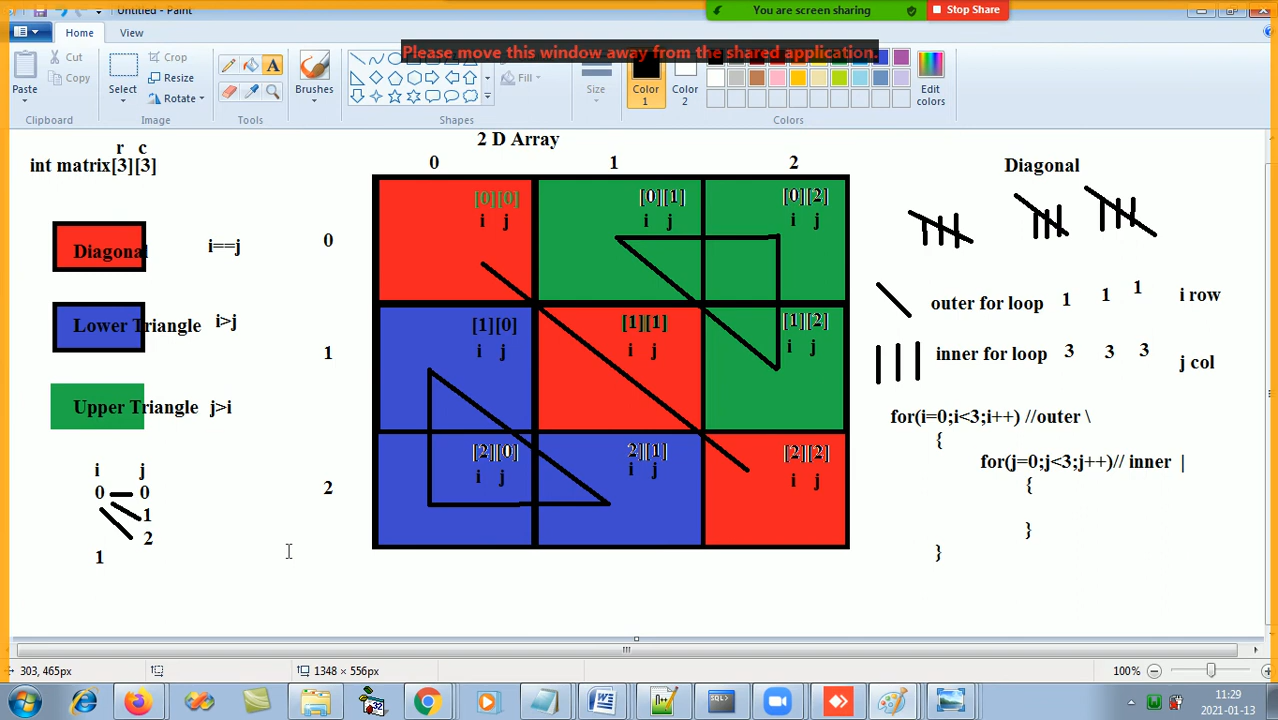 Untitled - Paint
You are screen sharing
Stop Share
Home
View
Please move this window away from the shared application.
Paste
Cut
Copy
Clipboard
Select
Crop
Resize
Rotate
Image
Tools
Brushes
Shapes
Fill
Size
Color 1
Color 2
Edit colors
Colors
r c
int matrix[3][3]
2 D Array
0 1 2
Diagonal
Diagonal i==j
Lower Triangle i>j
Upper Triangle j>i
0
1
2
[0][0]
i j
[0][1]
i j
[0][2]
i j
[1][0]
i j
[1][1]
i j
[1][2]
i j
[2][0]
i j
2][1]
i j
[2][2]
i j
i j
0 0
1
2
1
outer for loop 1 1 1 i row
inner for loop 3 3 3 j col
for(i=0;i<3;i++) //outer \
{
for(j=0;j<3;j++)// inner |
{
}
}
303, 465px
1348 × 556px
100%
11:29
2021-01-13